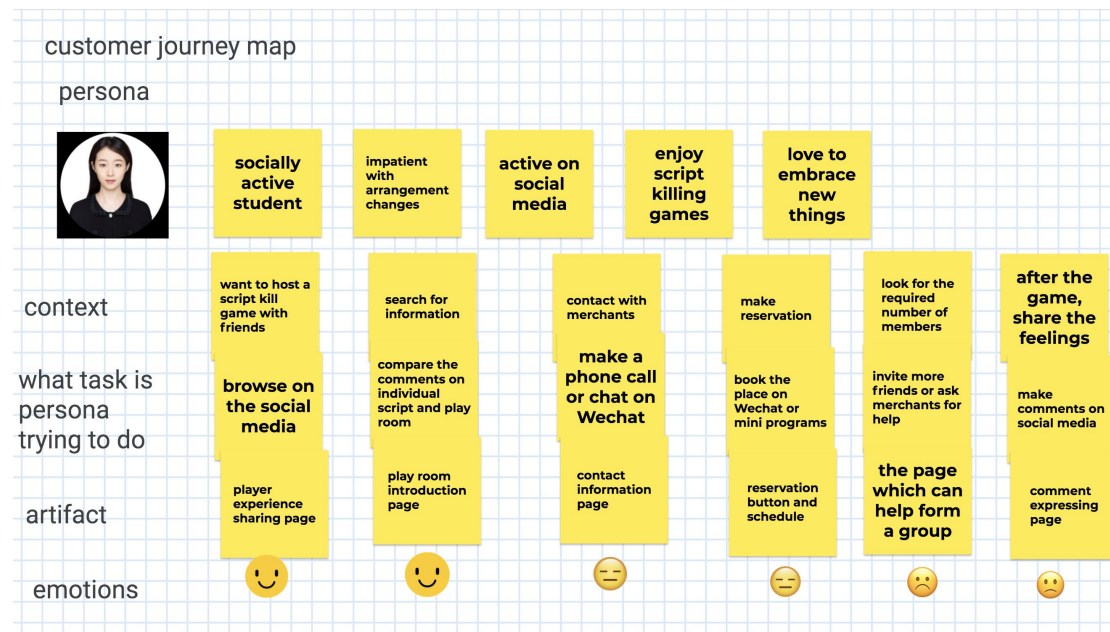 customer journey map
persona
socially
active
student
impatient
with
arrangement
changes
active on
social
media
enjoy
script
killing
games
love to
embrace
new
things
context
want to host a
script kill
game with
friends
search for
information
contact with
merchants
make
reservation
look for the
required
number of
members
after the
game,
share the
feelings
what task is
persona
trying to do
browse on
the social
media
compare the
comments on
individual
script and play
room
make a
phone call
or chat on
Wechat
book the
place on
Wechat or
mini programs
invite more
friends or ask
merchants for
help
make
comments on
social media
artifact
player
experience
sharing page
play room
introduction
page
contact
information
page
reservation
button and
schedule
the page
which can
help form
a group
comment
expressing
page
emotions